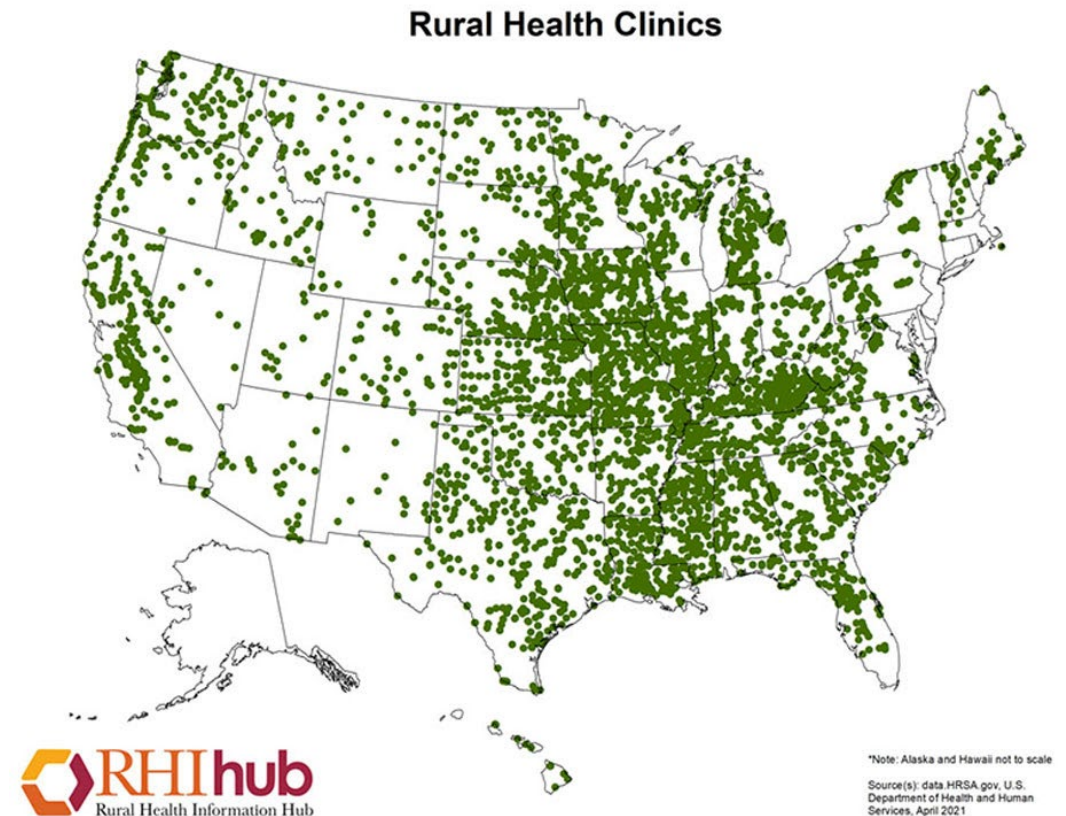 Rural Health Clinics
RHIhub
Rural Health Information Hub
*Note: Alaska and Hawaii not to scale
Source(s): data.HRSA.gov, U.S.
Department of Health and Human
Services, April 2021